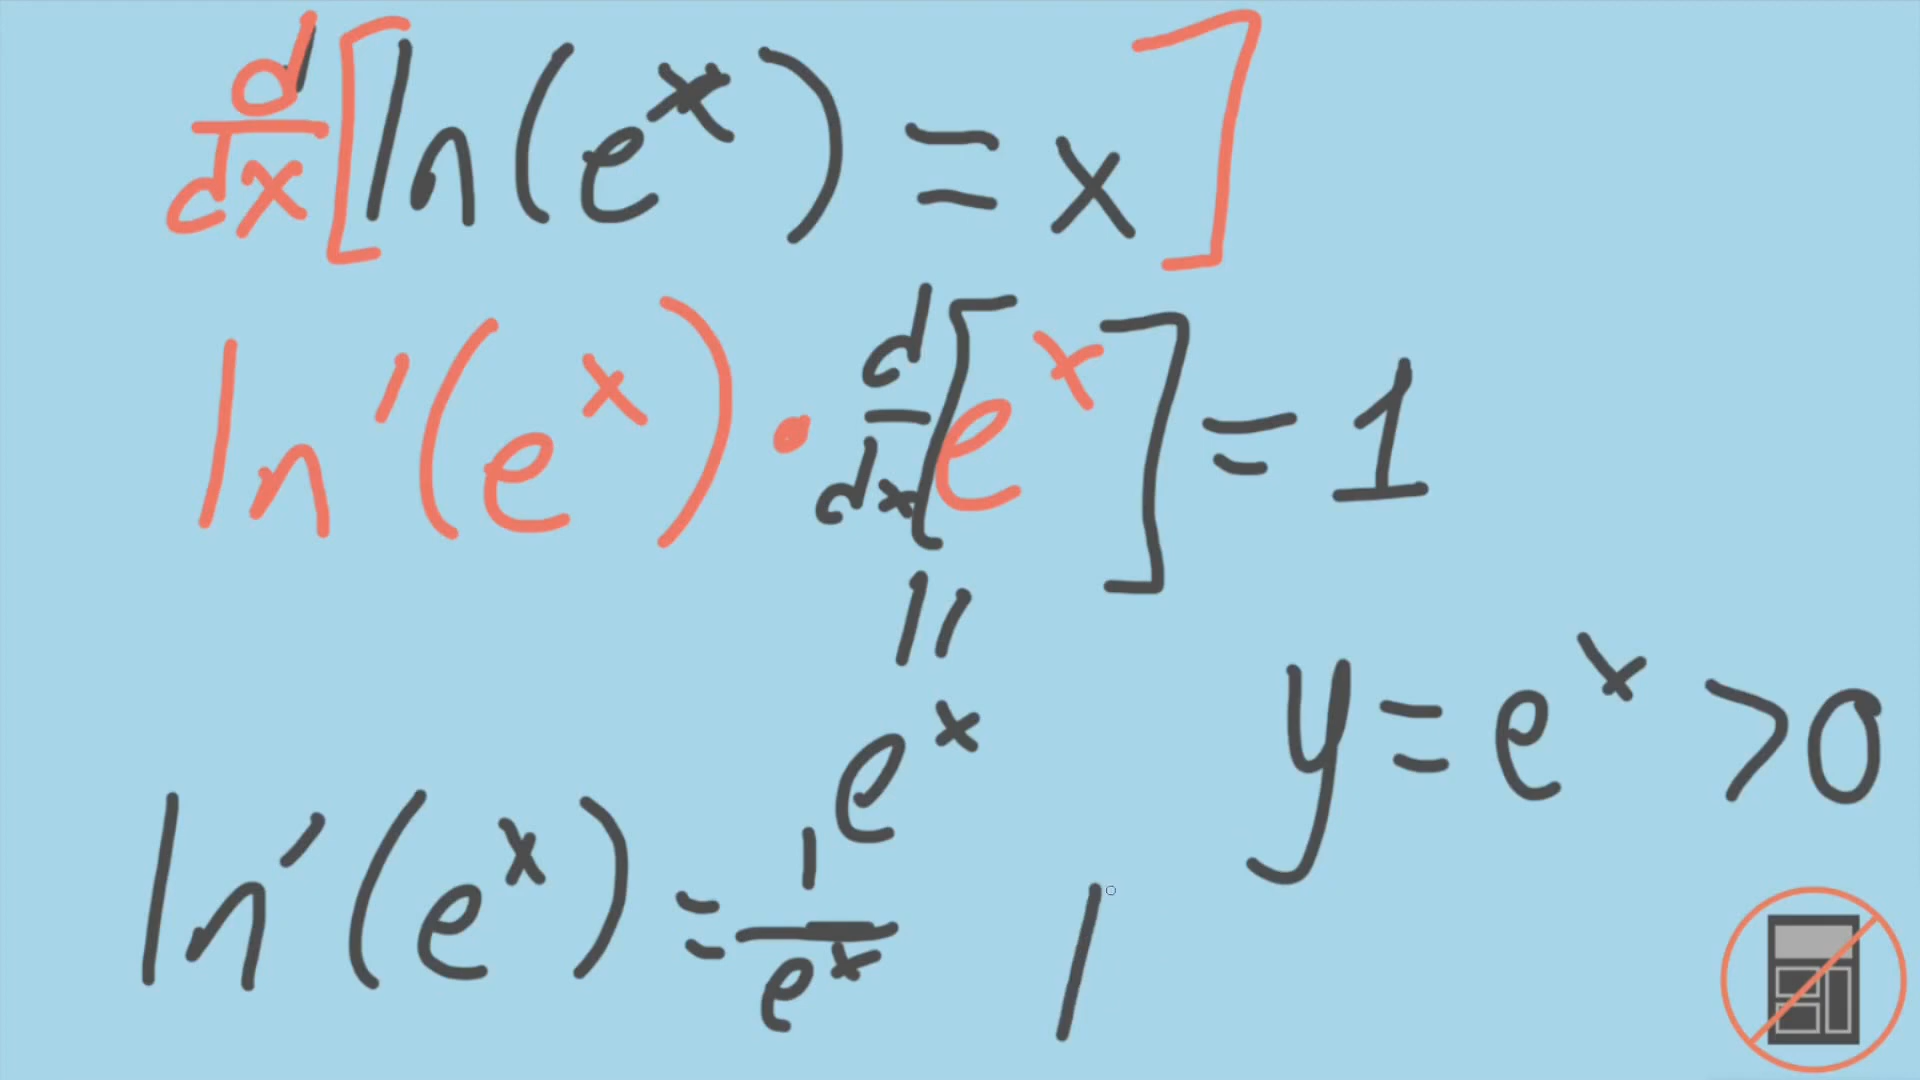 d/dx [ln(e^x) = x]
ln'(e^x) · d/dx [e^x] = 1
||
e^x
y = e^x > 0
ln'(e^x) = 1/e^x
l